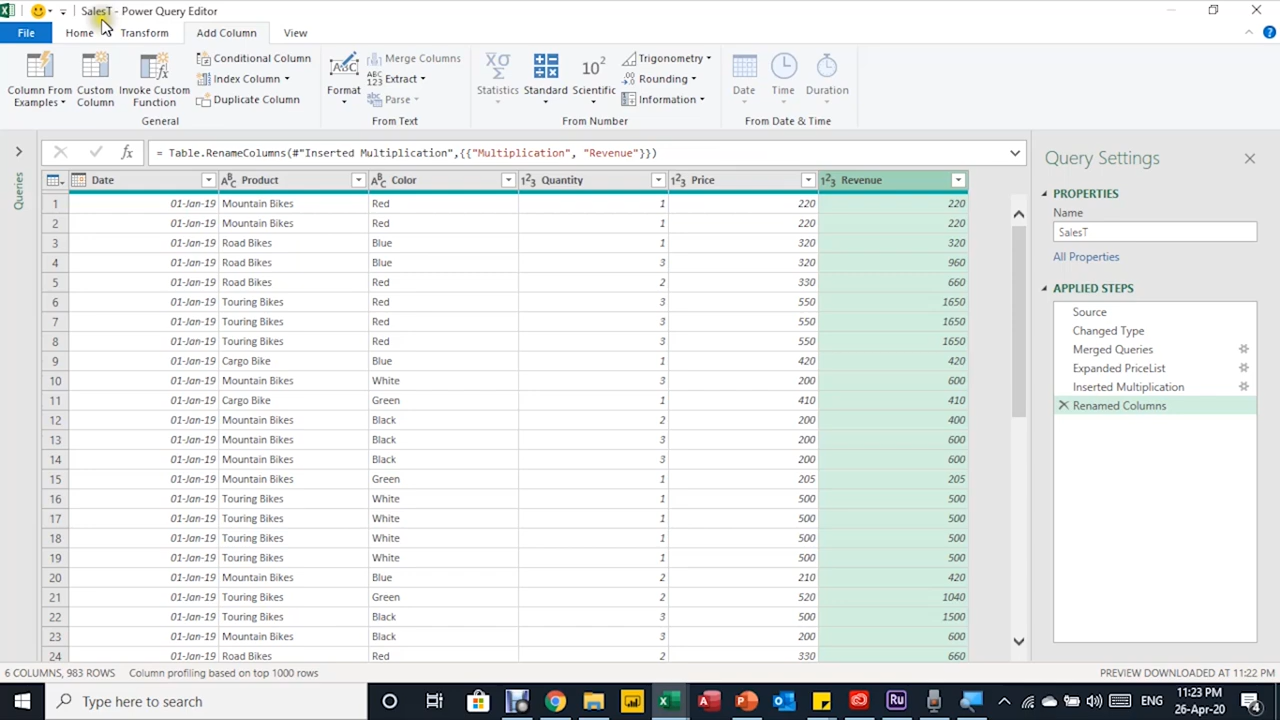 SalesT - Power Query Editor
File Home Transform Add Column View
Column From Examples
Custom Column
Invoke Custom Function
Conditional Column
Index Column
Duplicate Column
General
Format
Merge Columns
Extract
Parse
From Text
Statistics
Standard
Scientific
Trigonometry
Rounding
Information
From Number
Date
Time
Duration
From Date & Time
= Table.RenameColumns(#"Inserted Multiplication",{{"Multiplication", "Revenue"}})
Queries
Date Product Color Quantity Price Revenue
1 01-Jan-19 Mountain Bikes Red 1 220 220
2 01-Jan-19 Mountain Bikes Red 1 220 220
3 01-Jan-19 Road Bikes Blue 1 320 320
4 01-Jan-19 Road Bikes Blue 3 320 960
5 01-Jan-19 Road Bikes Red 2 330 660
6 01-Jan-19 Touring Bikes Red 3 550 1650
7 01-Jan-19 Touring Bikes Red 3 550 1650
8 01-Jan-19 Touring Bikes Red 3 550 1650
9 01-Jan-19 Cargo Bike Blue 1 420 420
10 01-Jan-19 Mountain Bikes White 3 200 600
11 01-Jan-19 Cargo Bike Green 1 410 410
12 01-Jan-19 Mountain Bikes Black 2 200 400
13 01-Jan-19 Mountain Bikes Black 3 200 600
14 01-Jan-19 Mountain Bikes Black 3 200 600
15 01-Jan-19 Mountain Bikes Green 1 205 205
16 01-Jan-19 Touring Bikes White 1 500 500
17 01-Jan-19 Touring Bikes White 1 500 500
18 01-Jan-19 Touring Bikes White 1 500 500
19 01-Jan-19 Touring Bikes White 1 500 500
20 01-Jan-19 Mountain Bikes Blue 2 210 420
21 01-Jan-19 Touring Bikes Green 2 520 1040
22 01-Jan-19 Touring Bikes Black 3 500 1500
23 01-Jan-19 Mountain Bikes Black 3 200 600
24 01-Jan-19 Road Bikes Red 2 330 660
Query Settings
PROPERTIES
Name
SalesT
All Properties
APPLIED STEPS
Source
Changed Type
Merged Queries
Expanded PriceList
Inserted Multiplication
Renamed Columns
6 COLUMNS, 983 ROWS Column profiling based on top 1000 rows PREVIEW DOWNLOADED AT 11:22 PM
Type here to search
ENG
11:23 PM
26-Apr-20